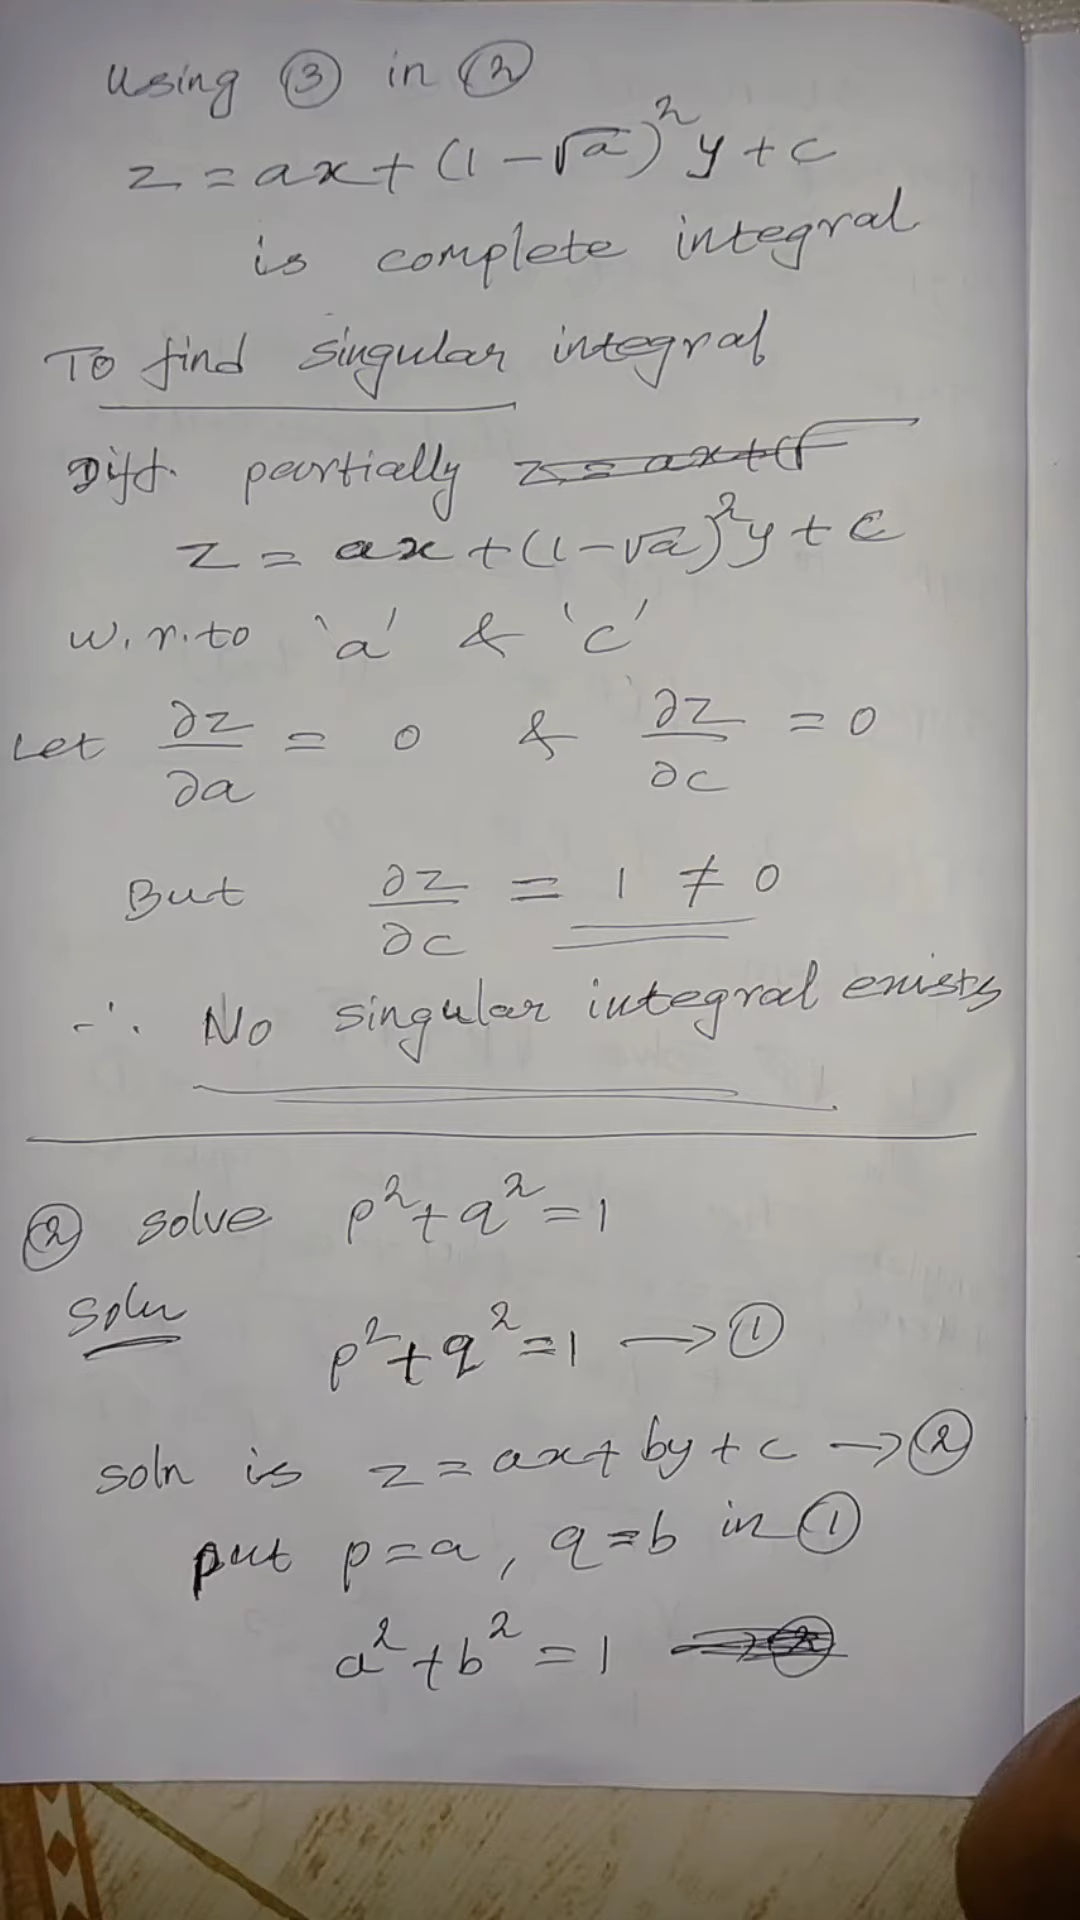 using ③ in ②
z = ax + (1 - √a)² y + c
is complete integral
To find singular integral
Diff. partially z = ax + (
z = ax + (1 - √a)² y + c
w.r.to 'a' & 'c'
Let ∂z/∂a = 0 & ∂z/∂c = 0
But ∂z/∂c = 1 ≠ 0
∴ No singular integral exists
② solve p² + q² = 1
Soln
p² + q² = 1 → ①
soln is z = ax + by + c → ②
put p = a, q = b in ①
a² + b² = 1